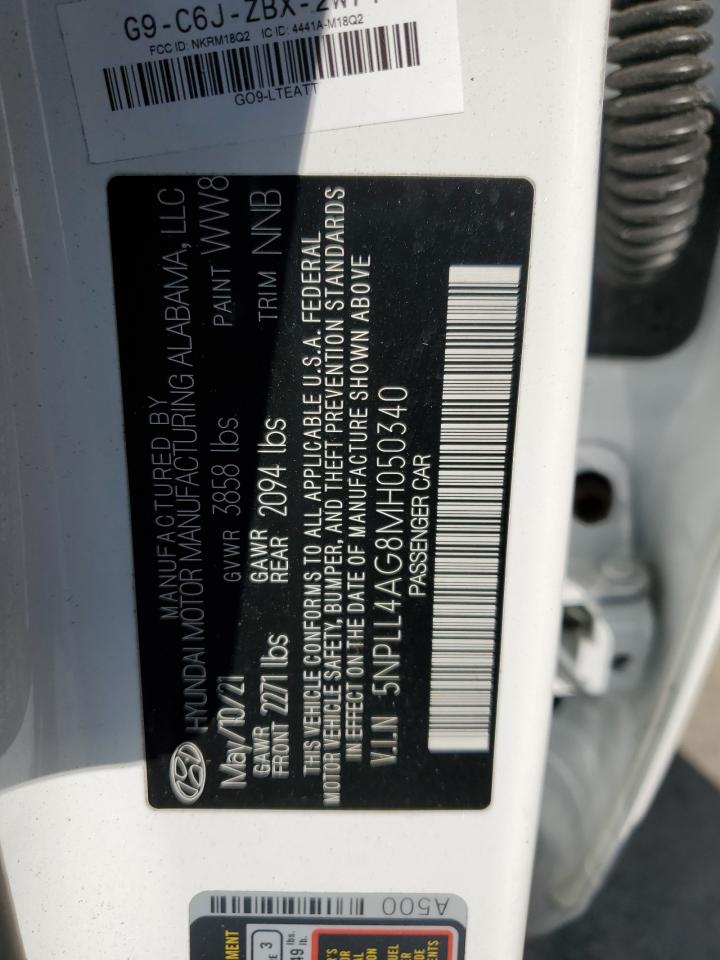 G9-C6J-ZBX-
FCC ID: NKRM18Q2 IC ID: 4441A-M18Q2
GO9-LTEATT
MANUFACTURED BY
HYUNDAI MOTOR MANUFACTURING ALABAMA, LLC
May/10/21 GVWR 3858 lbs. PAINT WW8
GAWR FRONT 2271 lbs GAWR REAR 2094 lbs TRIM NNB
THIS VEHICLE CONFORMS TO ALL APPLICABLE U.S.A. FEDERAL
MOTOR VEHICLE SAFETY, BUMPER, AND THEFT PREVENTION STANDARDS
IN EFFECT ON THE DATE OF MANUFACTURE SHOWN ABOVE
V.I.N 5NPLL4AG8MH050340
PASSENGER CAR
A500
3
lbs.